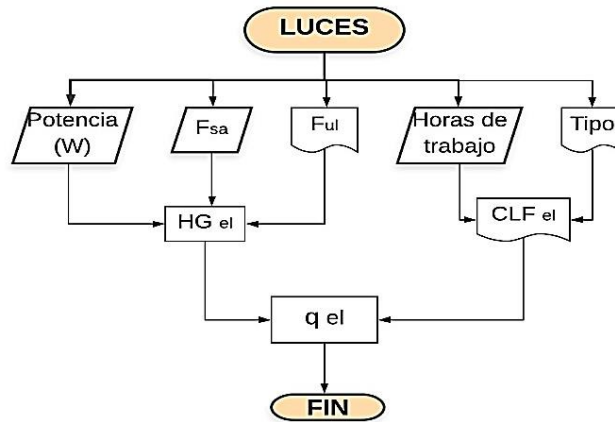 LUCES
Potencia
(W)
Fsa
Ful
Horas de
trabajo
Tipo
HG el
CLF el
q el
FIN